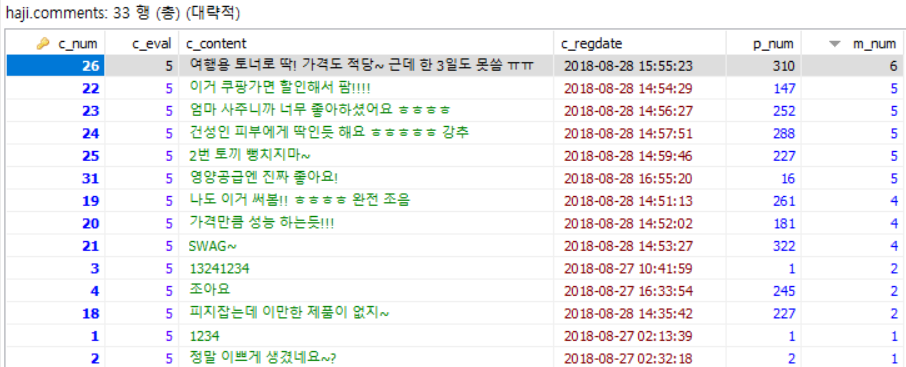 haji.comments: 33 행 (총) (대략적)
c_num c_eval c_content c_regdate p_num m_num
26 5 여행용 토너로 딱! 가격도 적당~ 근데 한 3일도 못씀 ㅠㅠ 2018-08-28 15:55:23 310 6
22 5 이거 쿠팡가면 할인해서 팜!!!! 2018-08-28 14:54:29 147 5
23 5 엄마 사주니까 너무 좋아하셨어요 ㅎㅎㅎㅎ 2018-08-28 14:56:27 252 5
24 5 건성인 피부에게 딱인듯 해요 ㅎㅎㅎㅎㅎ 강추 2018-08-28 14:57:51 288 5
25 5 2번 토끼 뻥치지마~ 2018-08-28 14:59:46 227 5
31 5 영양공급엔 진짜 좋아요! 2018-08-28 16:55:20 16 5
19 5 나도 이거 써봄!! ㅎㅎㅎㅎ 완전 조음 2018-08-28 14:51:13 261 4
20 5 가격만큼 성능 하는듯!!! 2018-08-28 14:52:02 181 4
21 5 SWAG~ 2018-08-28 14:53:27 322 4
3 5 13241234 2018-08-27 10:41:59 1 2
4 5 조아요 2018-08-27 16:33:54 245 2
18 5 피지잡는데 이만한 제품이 없지~ 2018-08-28 14:35:42 227 2
1 5 1234 2018-08-27 02:13:39 1 1
2 5 정말 이쁘게 생겼네요~? 2018-08-27 02:32:18 2 1